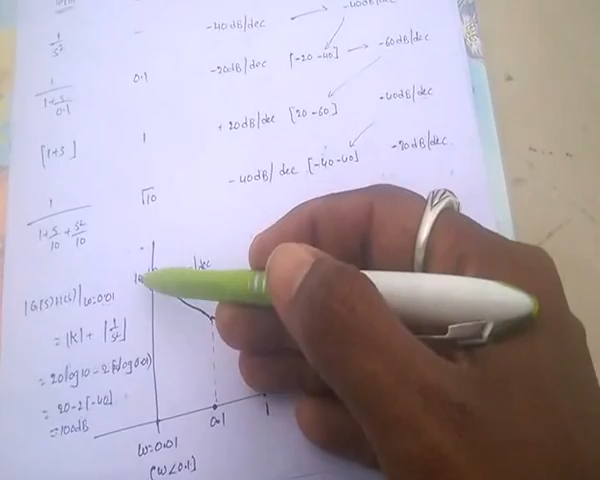 1/s² - -40dB/dec → -40dB/dec
1/(1+s/0.1) 0.1 -20dB/dec [-20-40] → -60dB/dec
[1+s] 1 +20dB/dec [20-60] -40dB/dec
1/(1+s/10+s²/10) √10 -40dB/dec [-40-40] -20dB/dec
|G(s)H(s)|ω=0.01
= |K| + |1/s²|
= 20log10 - 2[20log0.01)
= 20-2[-40]
= 100dB
0.1 1
ω=0.01
[ω<0.1]